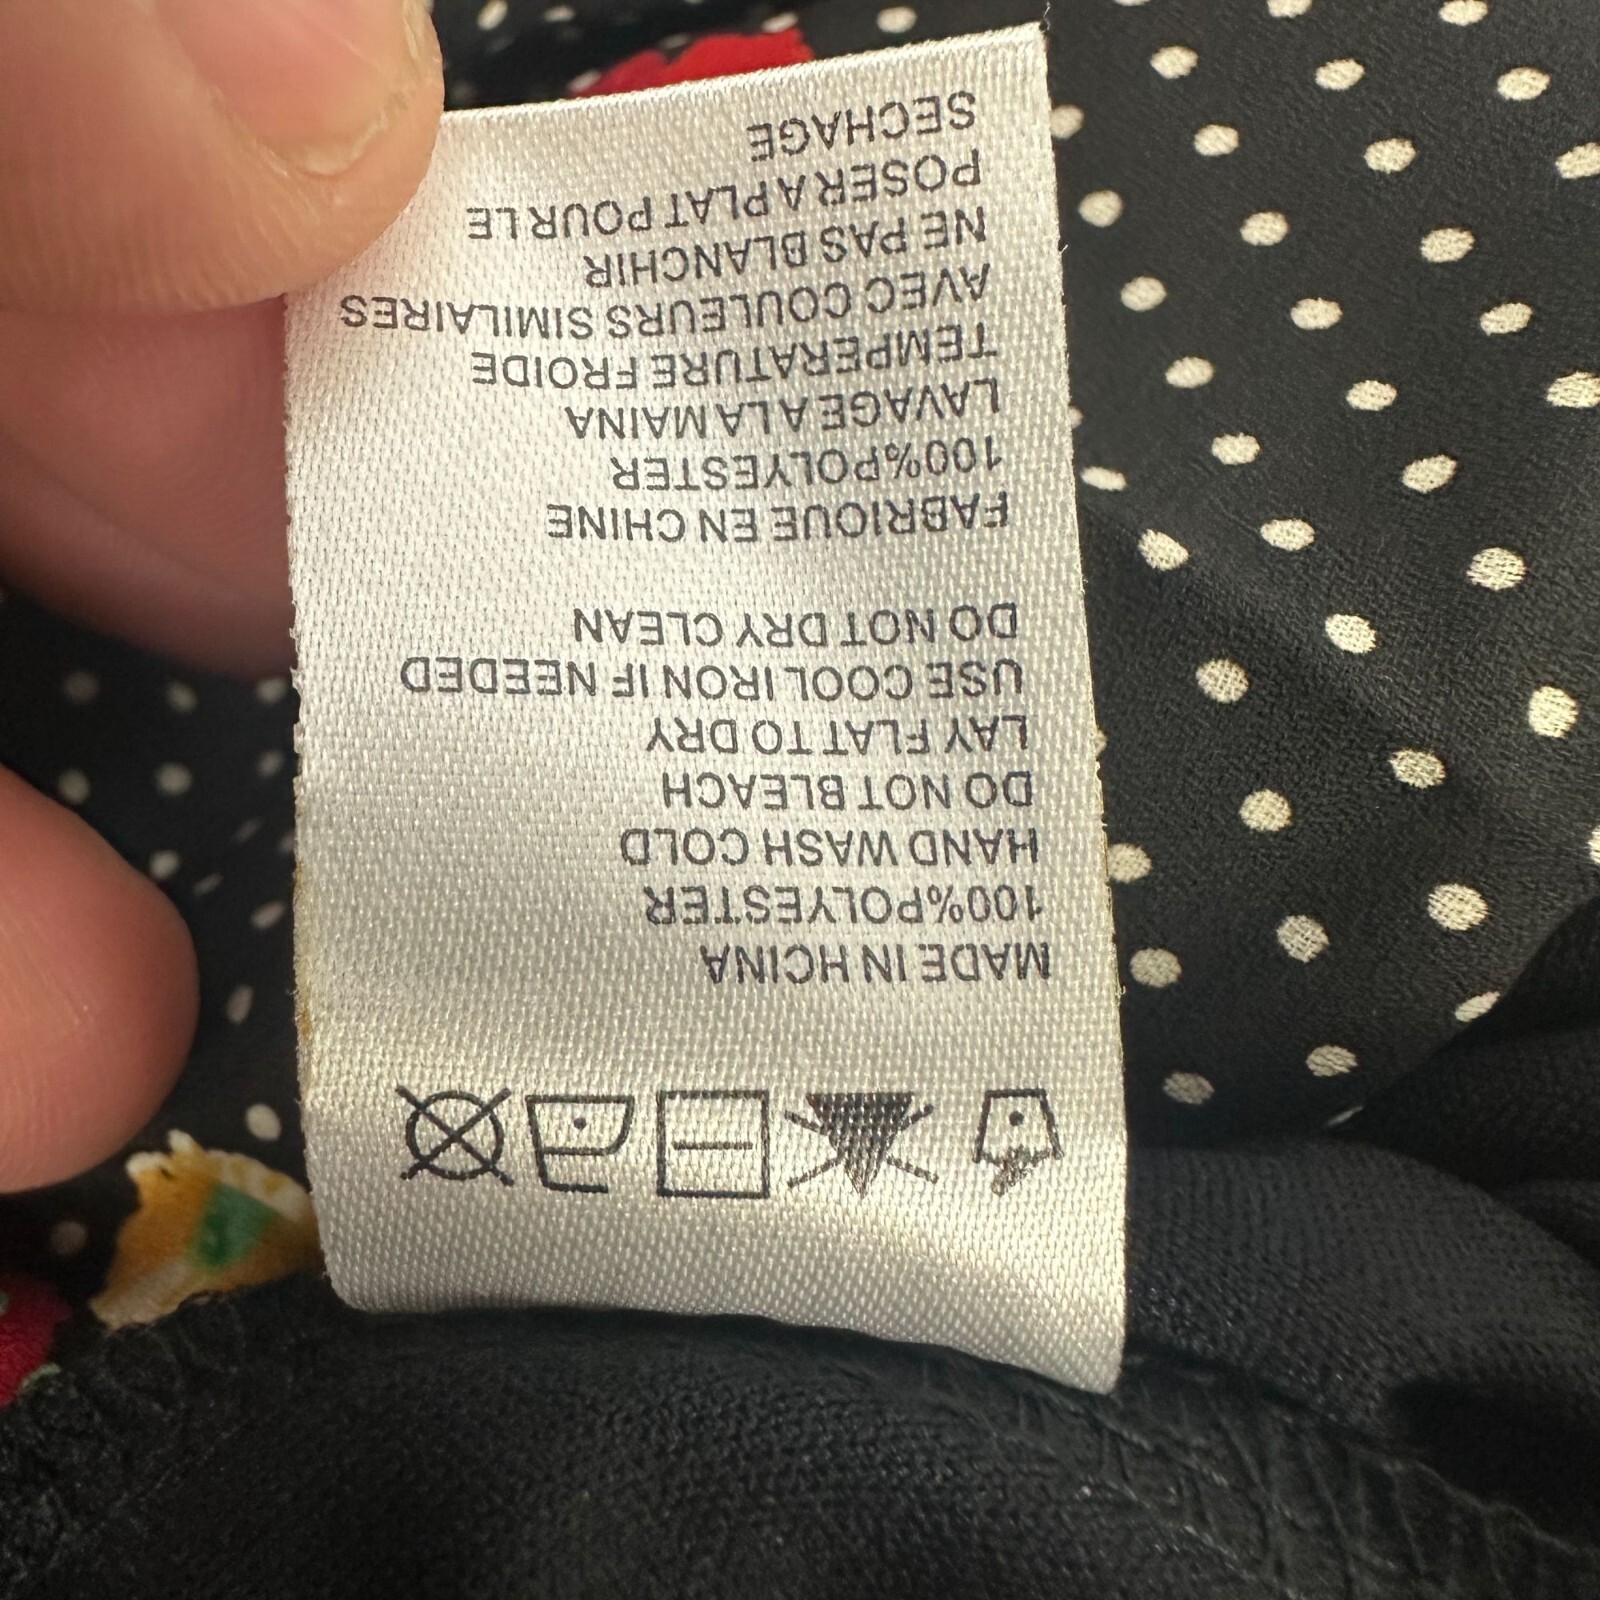 MADE IN HCINA
100%POLYESTER
HAND WASH COLD
DO NOT BLEACH
LAY FLAT TO DRY
USE COOL IRON IF NEEDED
DO NOT DRY CLEAN
FABRIQUE EN CHINE
100%POLYESTER
LAVAGE A LA MAINA
TEMPERATURE FROIDE
AVEC COULEURS SIMILAIRES
NE PAS BLANCHIR
POSER A PLAT POUR LE
SECHAGE